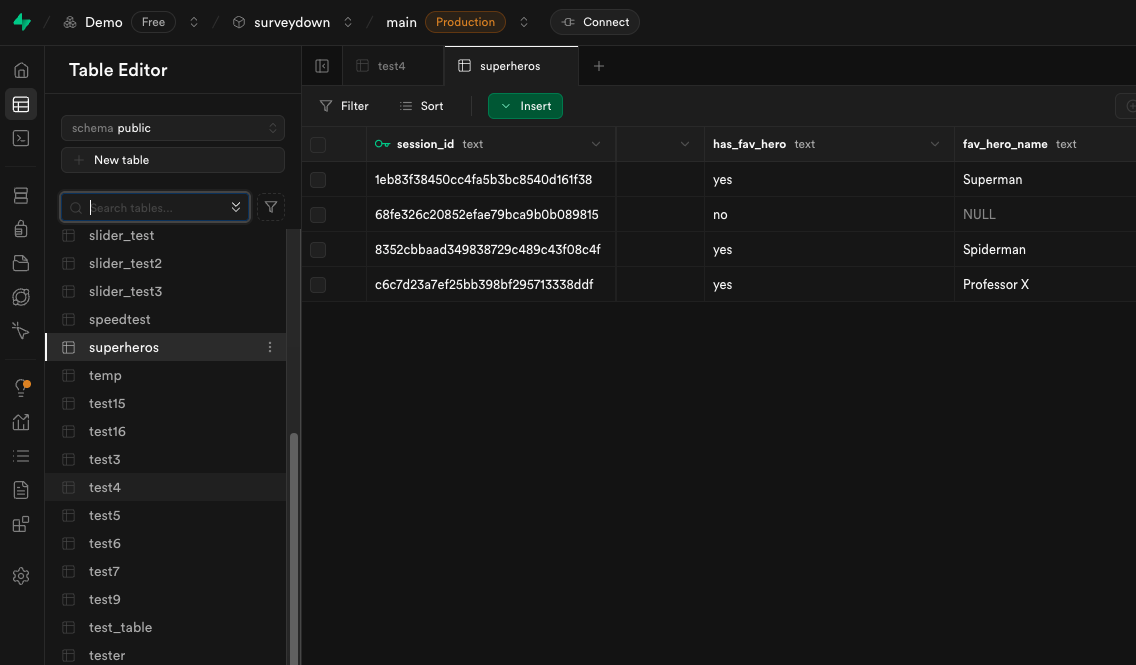 Demo Free surveydown main Production Connect
Table Editor
test4 superheros
Filter Sort Insert
schema public
New table
Search tables...
session_id text has_fav_hero text fav_hero_name text
1eb83f38450cc4fa5b3bc8540d161f38 yes Superman
68fe326c20852efae79bca9b0b089815 no NULL
8352cbbaad349838729c489c43f08c4f yes Spiderman
c6c7d23a7ef25bb398bf295713338ddf yes Professor X
slider_test
slider_test2
slider_test3
speedtest
superheros
temp
test15
test16
test3
test4
test5
test6
test7
test9
test_table
tester